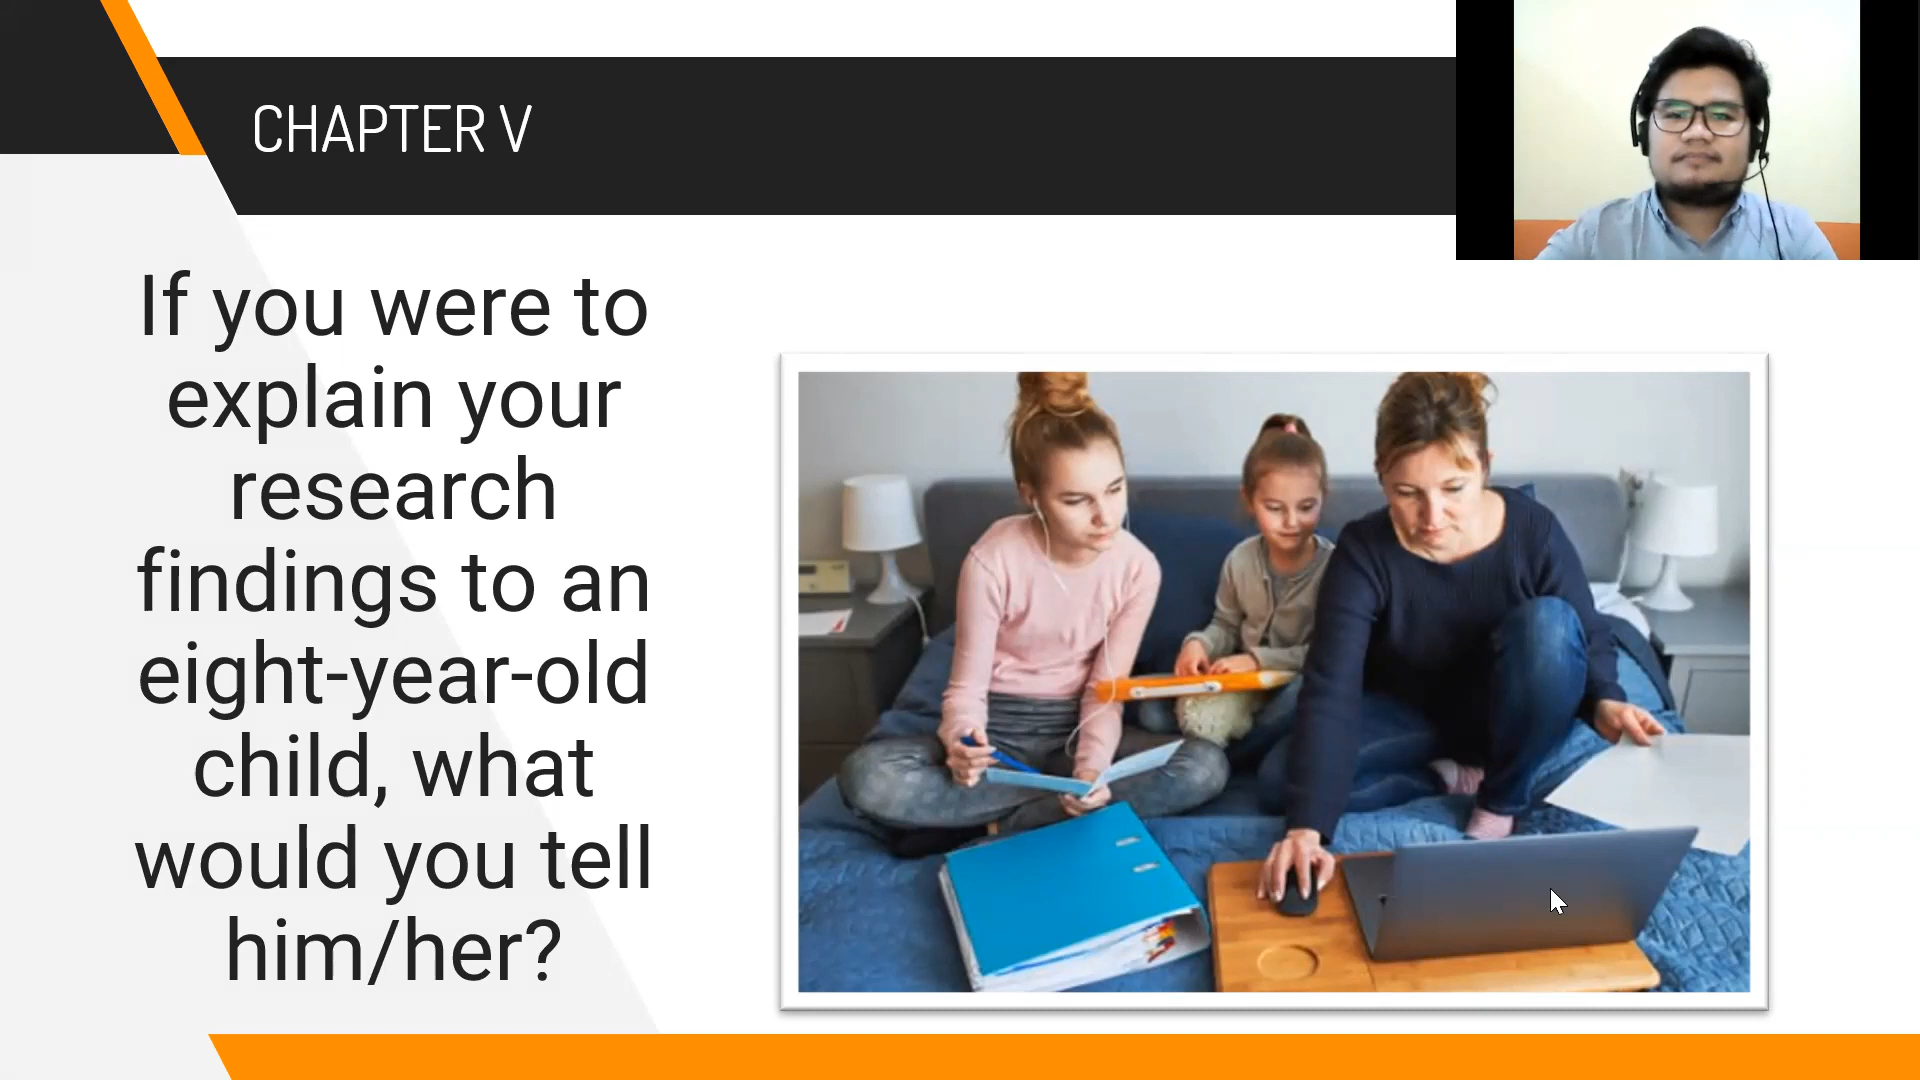 CHAPTER V
If you were to
explain your
research
findings to an
eight-year-old
child, what
would you tell
him/her?